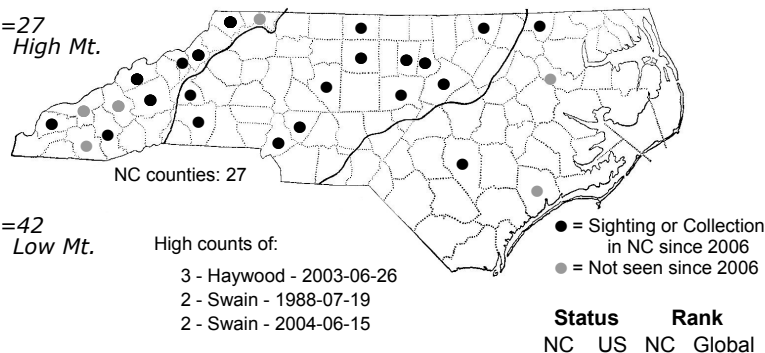 =27
High Mt.
NC counties: 27
=42
Low Mt.
High counts of:
3 - Haywood - 2003-06-26
2 - Swain - 1988-07-19
2 - Swain - 2004-06-15
= Sighting or Collection
in NC since 2006
= Not seen since 2006
Status Rank
NC US NC Global